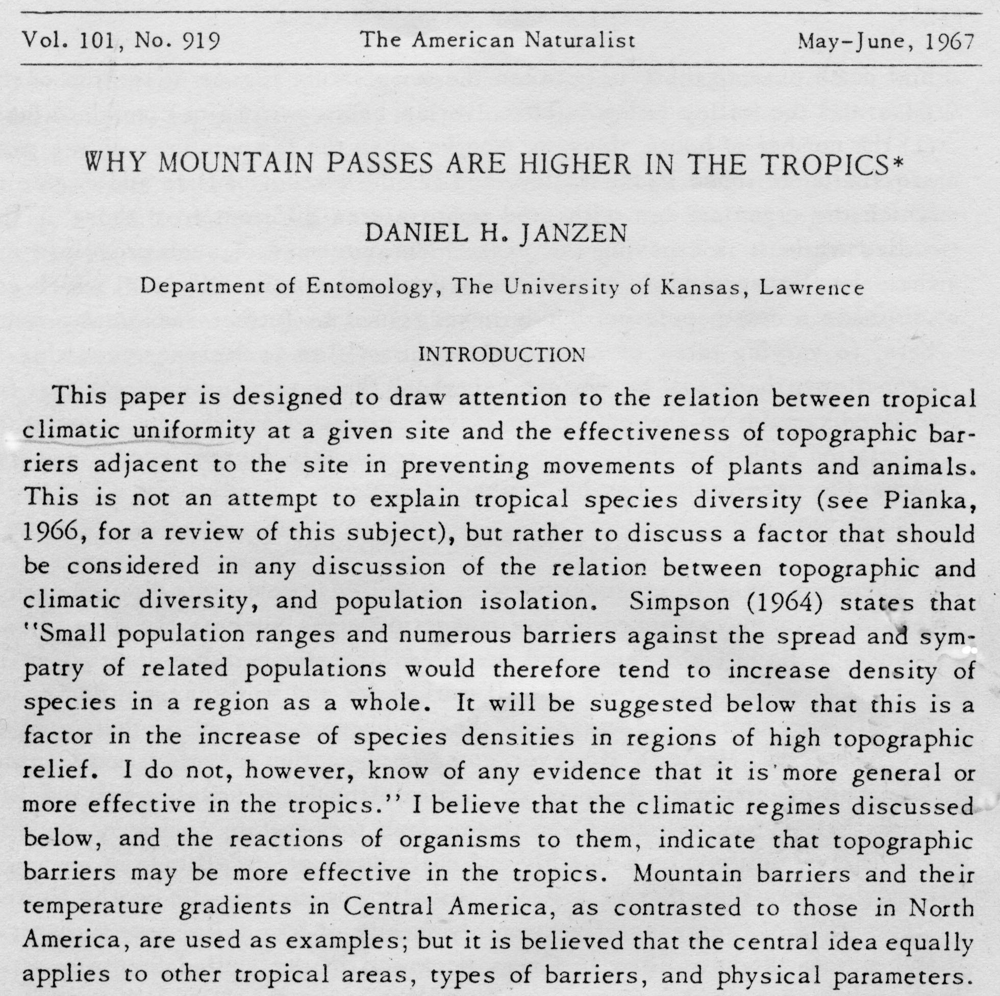 Vol. 101, No. 919 The American Naturalist May-June, 1967
WHY MOUNTAIN PASSES ARE HIGHER IN THE TROPICS*
DANIEL H. JANZEN
Department of Entomology, The University of Kansas, Lawrence
INTRODUCTION
This paper is designed to draw attention to the relation between tropical
climatic uniformity at a given site and the effectiveness of topographic bar-
riers adjacent to the site in preventing movements of plants and animals.
This is not an attempt to explain tropical species diversity (see Pianka,
1966, for a review of this subject), but rather to discuss a factor that should
be considered in any discussion of the relation between topographic and
climatic diversity, and population isolation. Simpson (1964) states that
‘‘Small population ranges and numerous barriers against the spread and sym-
patry of related populations would therefore tend to increase density of
species in a region as a whole. It will be suggested below that this is a
factor in the increase of species densities in regions of high topographic
relief. I do not, however, know of any evidence that it is more general or
more effective in the tropics.’’ I believe that the climatic regimes discussed
below, and the reactions of organisms to them, indicate that topographic
barriers may be more effective in the tropics. Mountain barriers and their
temperature gradients in Central America, as contrasted to those in North
America, are used as examples; but it is believed that the central idea equally
applies to other tropical areas, types of barriers, and physical parameters.